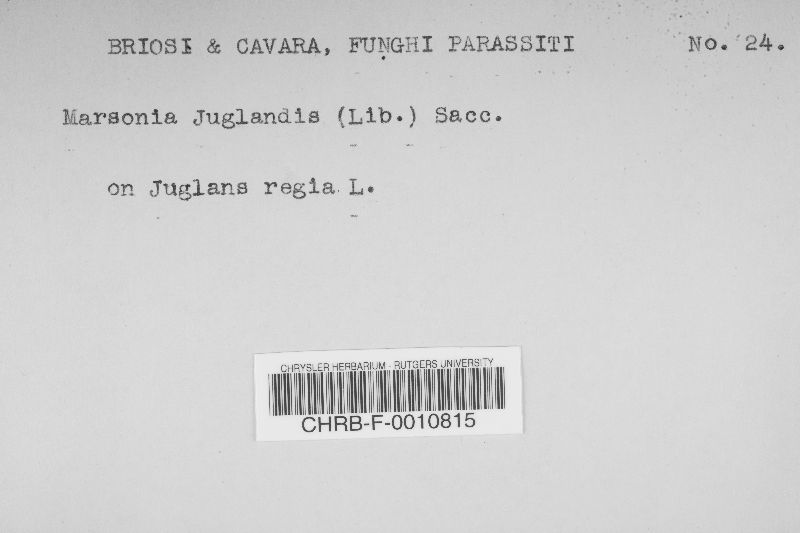 BRIOSI & CAVARA, FUNGHI PARASSITI No. 24.
Marsonia Juglandis (Lib.) Sacc.
on Juglans regia L.
CHRYSLER HERBARIUM - RUTGERS UNIVERSITY
CHRB-F-0010815